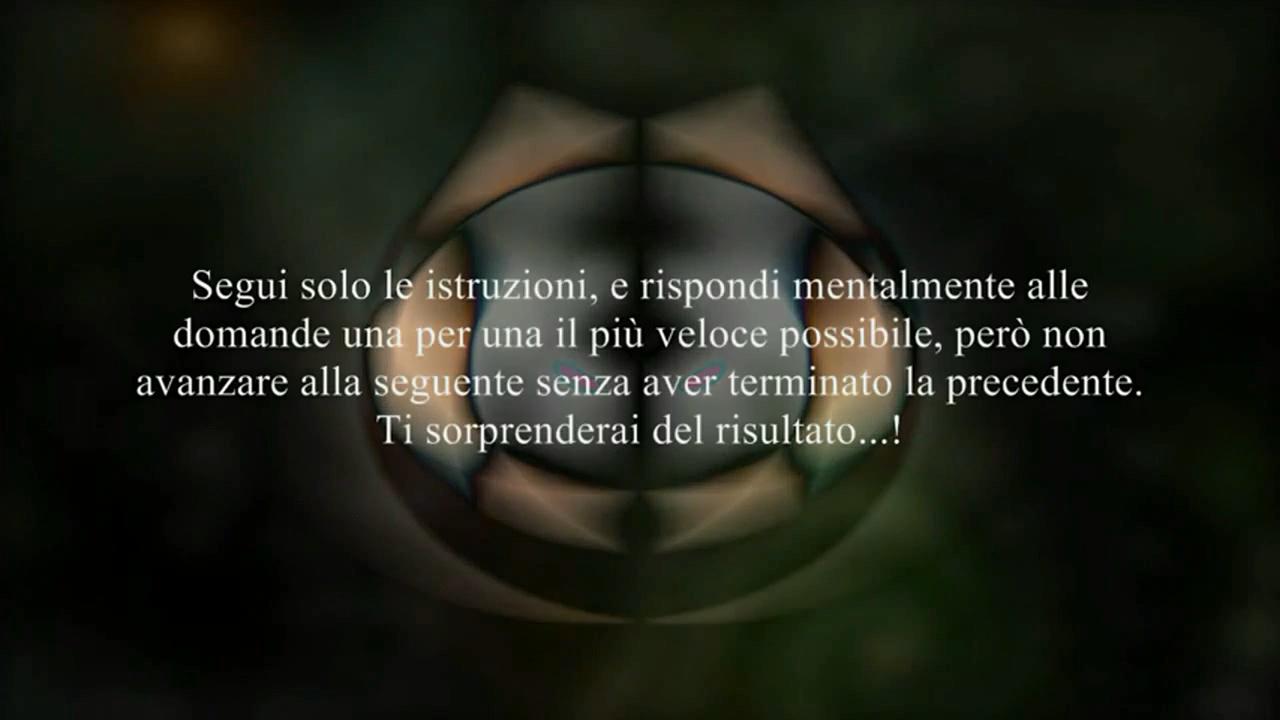 Segui solo le istruzioni, e rispondi mentalmente alle
domande una per una il più veloce possibile, però non
avanzare alla seguente senza aver terminato la precedente.
Ti sorprenderai del risultato...!